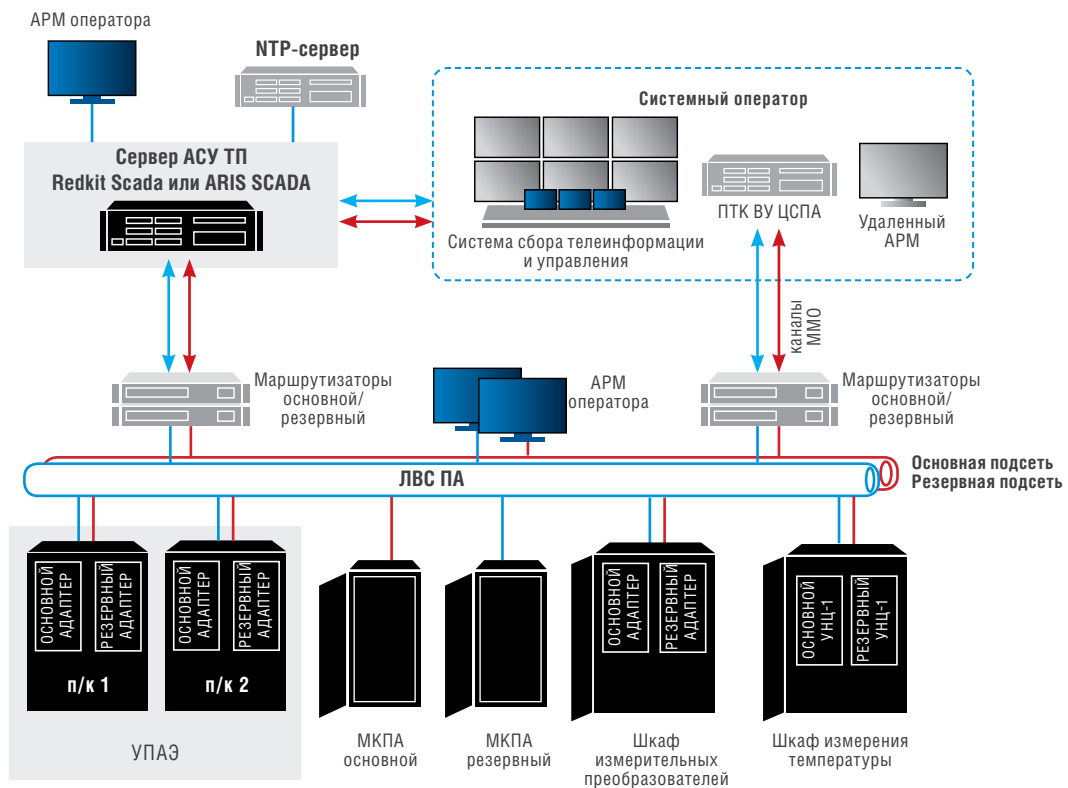 АРМ оператора
NTP-сервер
Сервер АСУ ТП
Redkit Scada или ARIS SCADA
Системный оператор
Система сбора телеинформации
и управления
ПТК ВУ ЦСПА
Удаленный
АРМ
каналы
ММО
Маршрутизаторы
основной/
резервный
АРМ
оператора
Маршрутизаторы
основной/
резервный
ЛВС ПА
Основная подсеть
Резервная подсеть
ОСНОВНОЙ
АДАПТЕР
РЕЗЕРВНЫЙ
АДАПТЕР
п/к 1
ОСНОВНОЙ
АДАПТЕР
РЕЗЕРВНЫЙ
АДАПТЕР
п/к 2
УПАЭ
МКПА
основной
МКПА
резервный
ОСНОВНОЙ
АДАПТЕР
РЕЗЕРВНЫЙ
АДАПТЕР
Шкаф
измерительных
преобразователей
ОСНОВНОЙ
УНЦ-1
РЕЗЕРВНЫЙ
УНЦ-1
Шкаф измерения
температуры